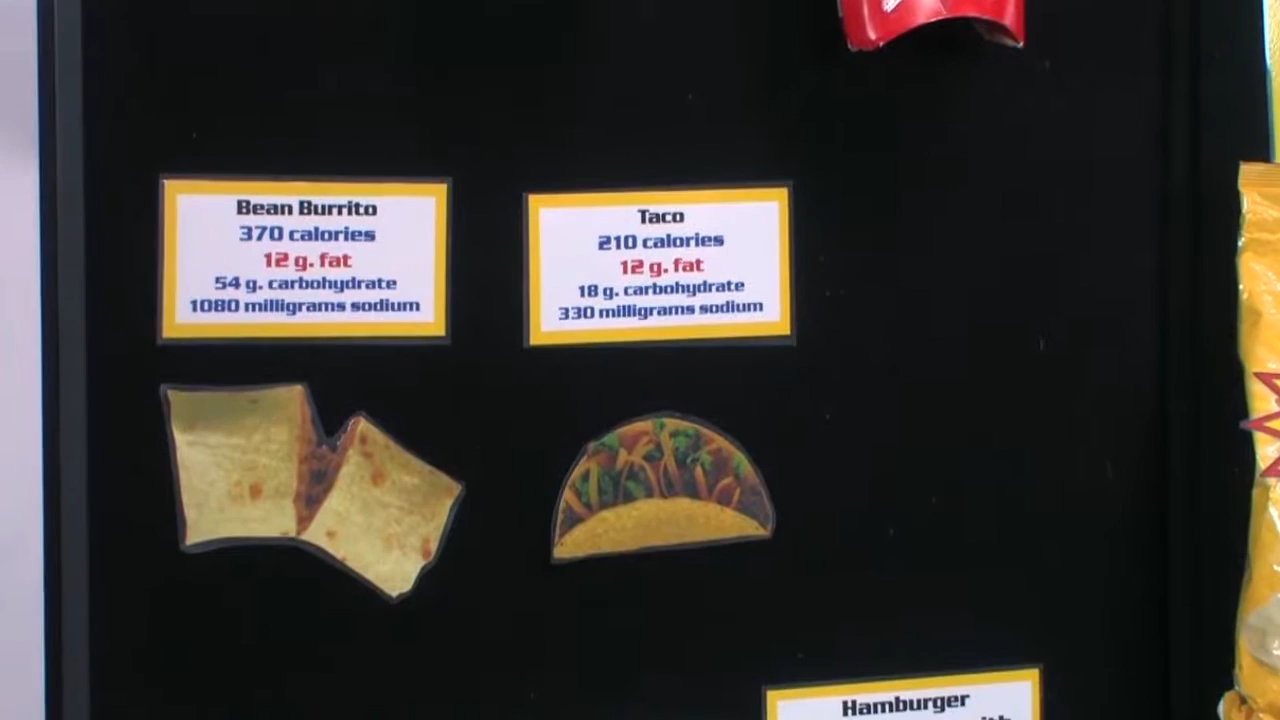 Bean Burrito
370 calories
12 g. fat
54 g. carbohydrate
1080 milligrams sodium
Taco
210 calories
12 g. fat
18 g. carbohydrate
330 milligrams sodium
Hamburger